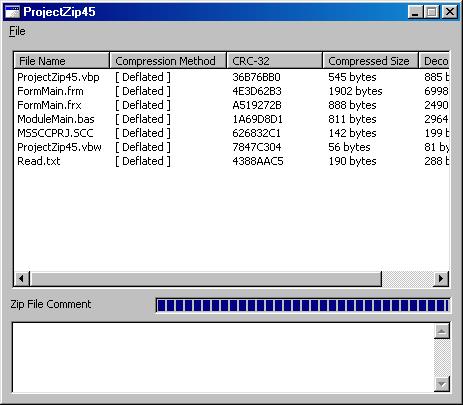 ProjectZip45
File
File Name Compression Method CRC-32 Compressed Size Deco
ProjectZip45.vbp [ Deflated ] 36B76BB0 545 bytes 885 b
FormMain.frm [ Deflated ] 4E3D62B3 1902 bytes 6998
FormMain.frx [ Deflated ] A519272B 888 bytes 2490
ModuleMain.bas [ Deflated ] 1A69D8D1 811 bytes 2964
MSSCCPRJ.SCC [ Deflated ] 626832C1 142 bytes 199 b
ProjectZip45.vbw [ Deflated ] 7847C304 56 bytes 81 by
Read.txt [ Deflated ] 4388AAC5 190 bytes 288 b
Zip File Comment